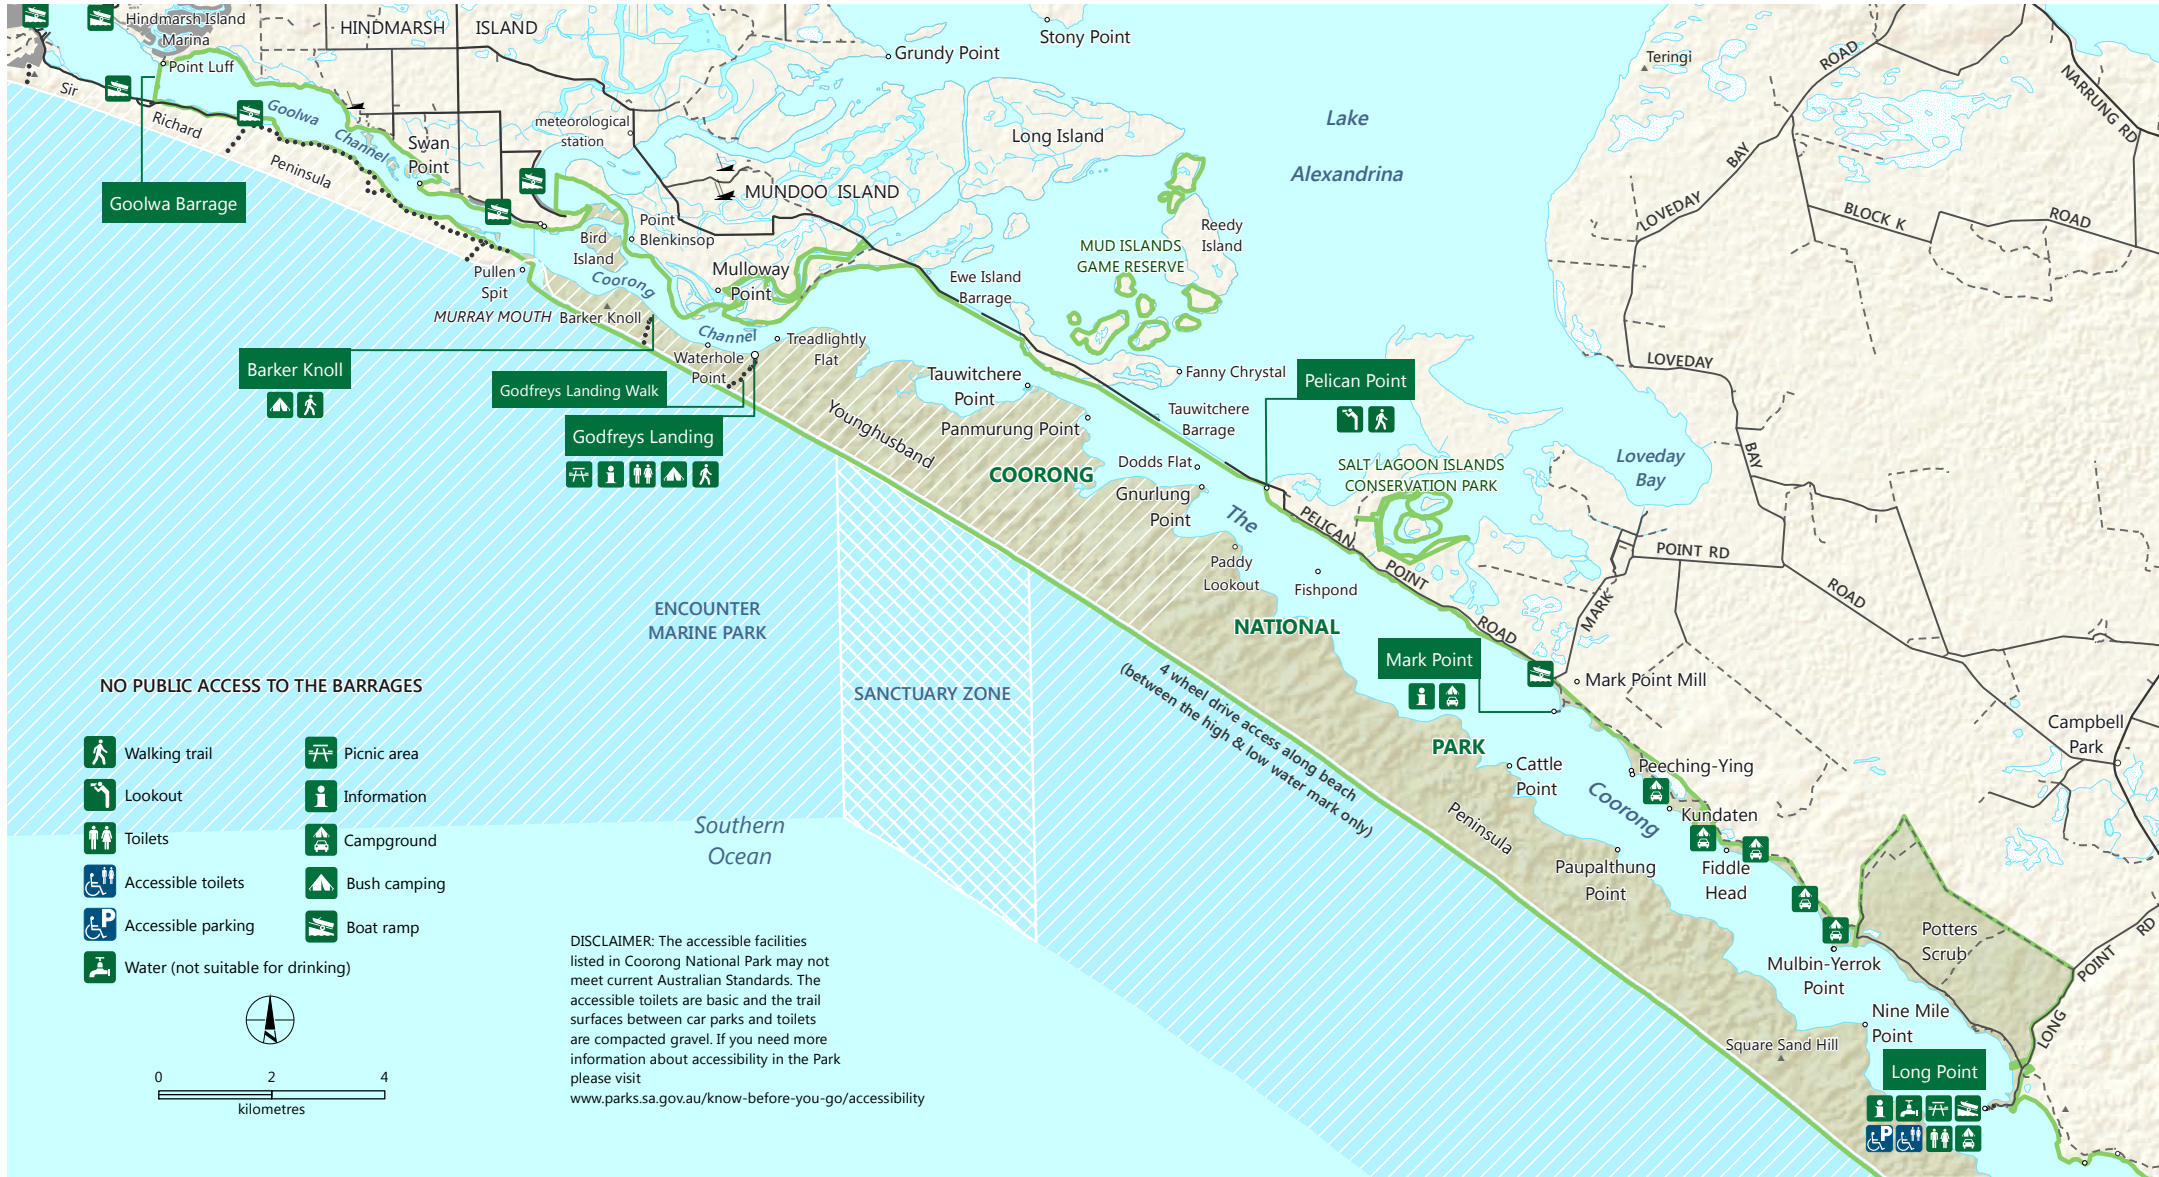 Hindmarsh Island
Marina
HINDMARSH ISLAND
Point Luff
Sir
Richard
Peninsula
Goolwa
Channel
Swan
Point
Goolwa Barrage
meteorological
station
Grundy Point
Stony Point
Long Island
MUNDOO ISLAND
Point
Blenkinsop
Bird
Island
Mulloway
Point
Pullen
Spit
MURRAY MOUTH
Coorong
Channel
Barker Knoll
Barker Knoll
Waterhole
Point
Treadlightly
Flat
Godfreys Landing Walk
Godfreys Landing
Lake
Alexandrina
Reedy
Island
MUD ISLANDS
GAME RESERVE
Ewe Island
Barrage
Fanny Chrystal
Tauwitchere
Point
Tauwitchere
Barrage
Panmurung Point
Younghusband
COORONG
Dodds Flat
Gnurlung
Point
Pelican Point
SALT LAGOON ISLANDS
CONSERVATION PARK
The
PELICAN
POINT
ROAD
Paddy
Lookout
Fishpond
NATIONAL
Teringi
LOVEDAY
BAY
ROAD
NARRUNG RD
BLOCK K
ROAD
LOVEDAY
BAY
ROAD
Loveday
Bay
POINT RD
MARK
Mark Point
Mark Point Mill
Campbell
Park
ENCOUNTER
MARINE PARK
SANCTUARY ZONE
4 wheel drive access along beach
(between the high & low water mark only)
PARK
Cattle
Point
Coorong
Peninsula
Peeching-Ying
Kundaten
Paupalthung
Point
Fiddle
Head
Potters
Scrub
Mulbin-Yerrok
Point
Nine Mile
Point
Square Sand Hill
LONG
POINT
RD
Long Point
Southern
Ocean
NO PUBLIC ACCESS TO THE BARRAGES
Walking trail
Lookout
Toilets
Accessible toilets
Accessible parking
Water (not suitable for drinking)
Picnic area
Information
Campground
Bush camping
Boat ramp
0 2 4
kilometres
DISCLAIMER: The accessible facilities
listed in Coorong National Park may not
meet current Australian Standards. The
accessible toilets are basic and the trail
surfaces between car parks and toilets
are compacted gravel. If you need more
information about accessibility in the Park
please visit
www.parks.sa.gov.au/know-before-you-go/accessibility